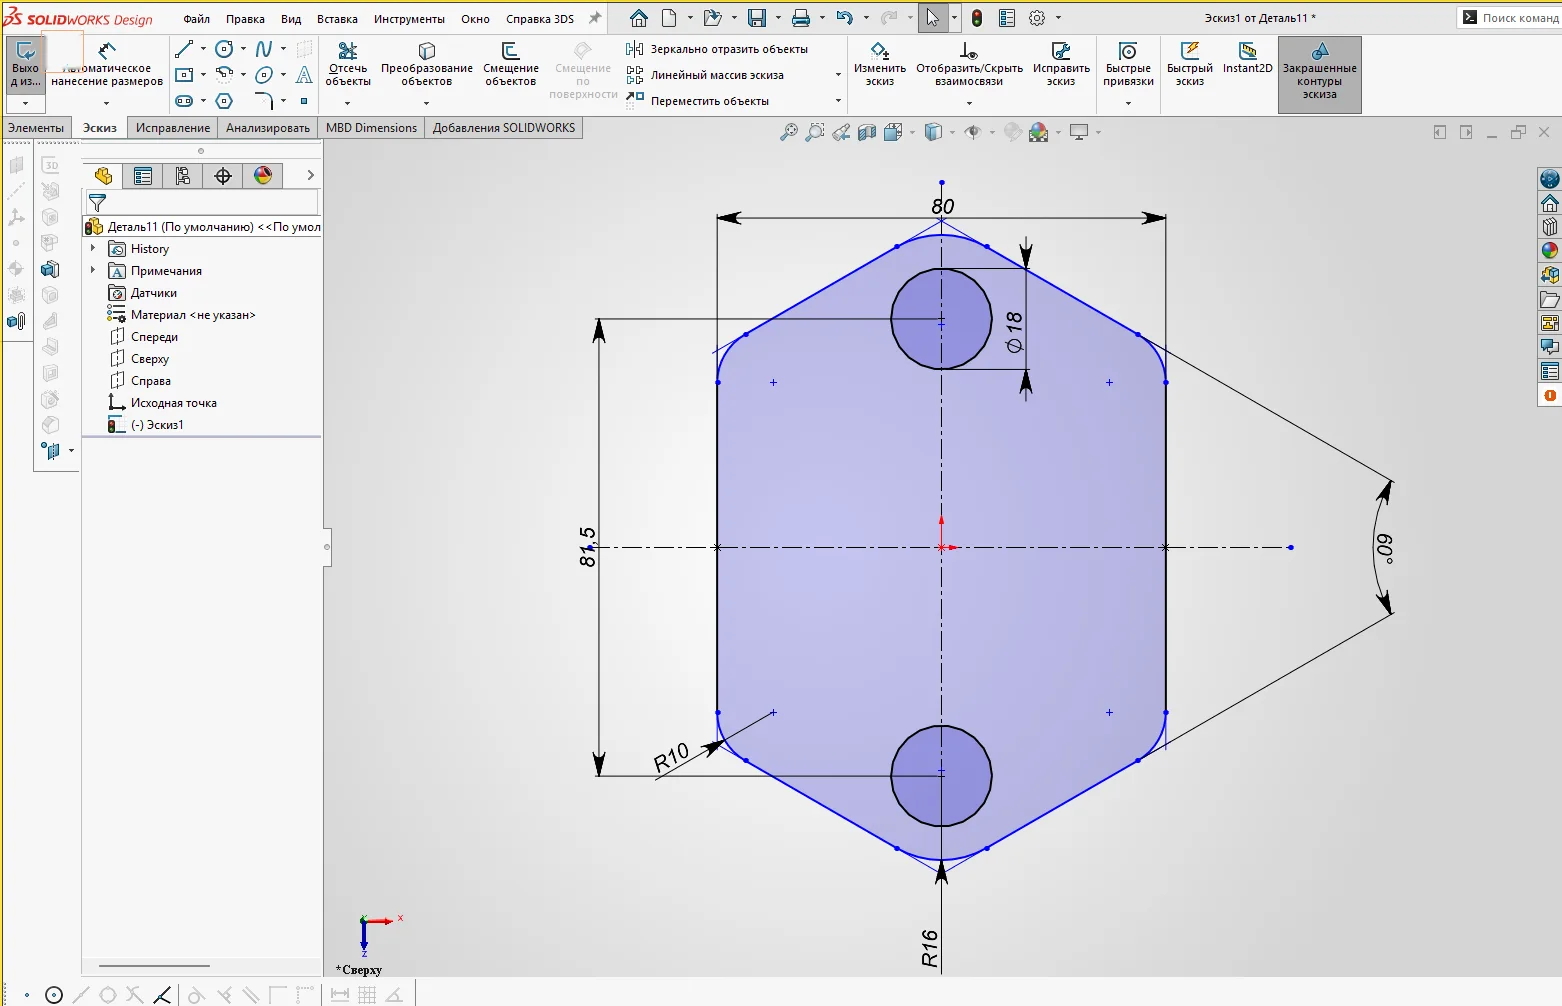 SOLIDWORKS Design
Файл Правка Вид Вставка Инструменты Окно Справка 3DS
Эскиз1 от Деталь11 *
Поиск команд
Выхо
д из...
Автоматическое
нанесение размеров
Отсечь
объекты
Преобразование
объектов
Смещение
объектов
Смещение
по
поверхности
Зеркально отразить объекты
Линейный массив эскиза
Переместить объекты
Изменить
эскиз
Отобразить/Скрыть
взаимосвязи
Исправить
эскиз
Быстрые
привязки
Быстрый
эскиз
Instant2D
Закрашенные
контуры
эскиза
Элементы Эскиз Исправление Анализировать MBD Dimensions Добавления SOLIDWORKS
Деталь11 (По умолчанию) <<По умол
History
Примечания
Датчики
Материал <не указан>
Спереди
Сверху
Справа
Исходная точка
(-) Эскиз1
80
∅18
81,5
60°
R10
R16
x
z
*Сверху